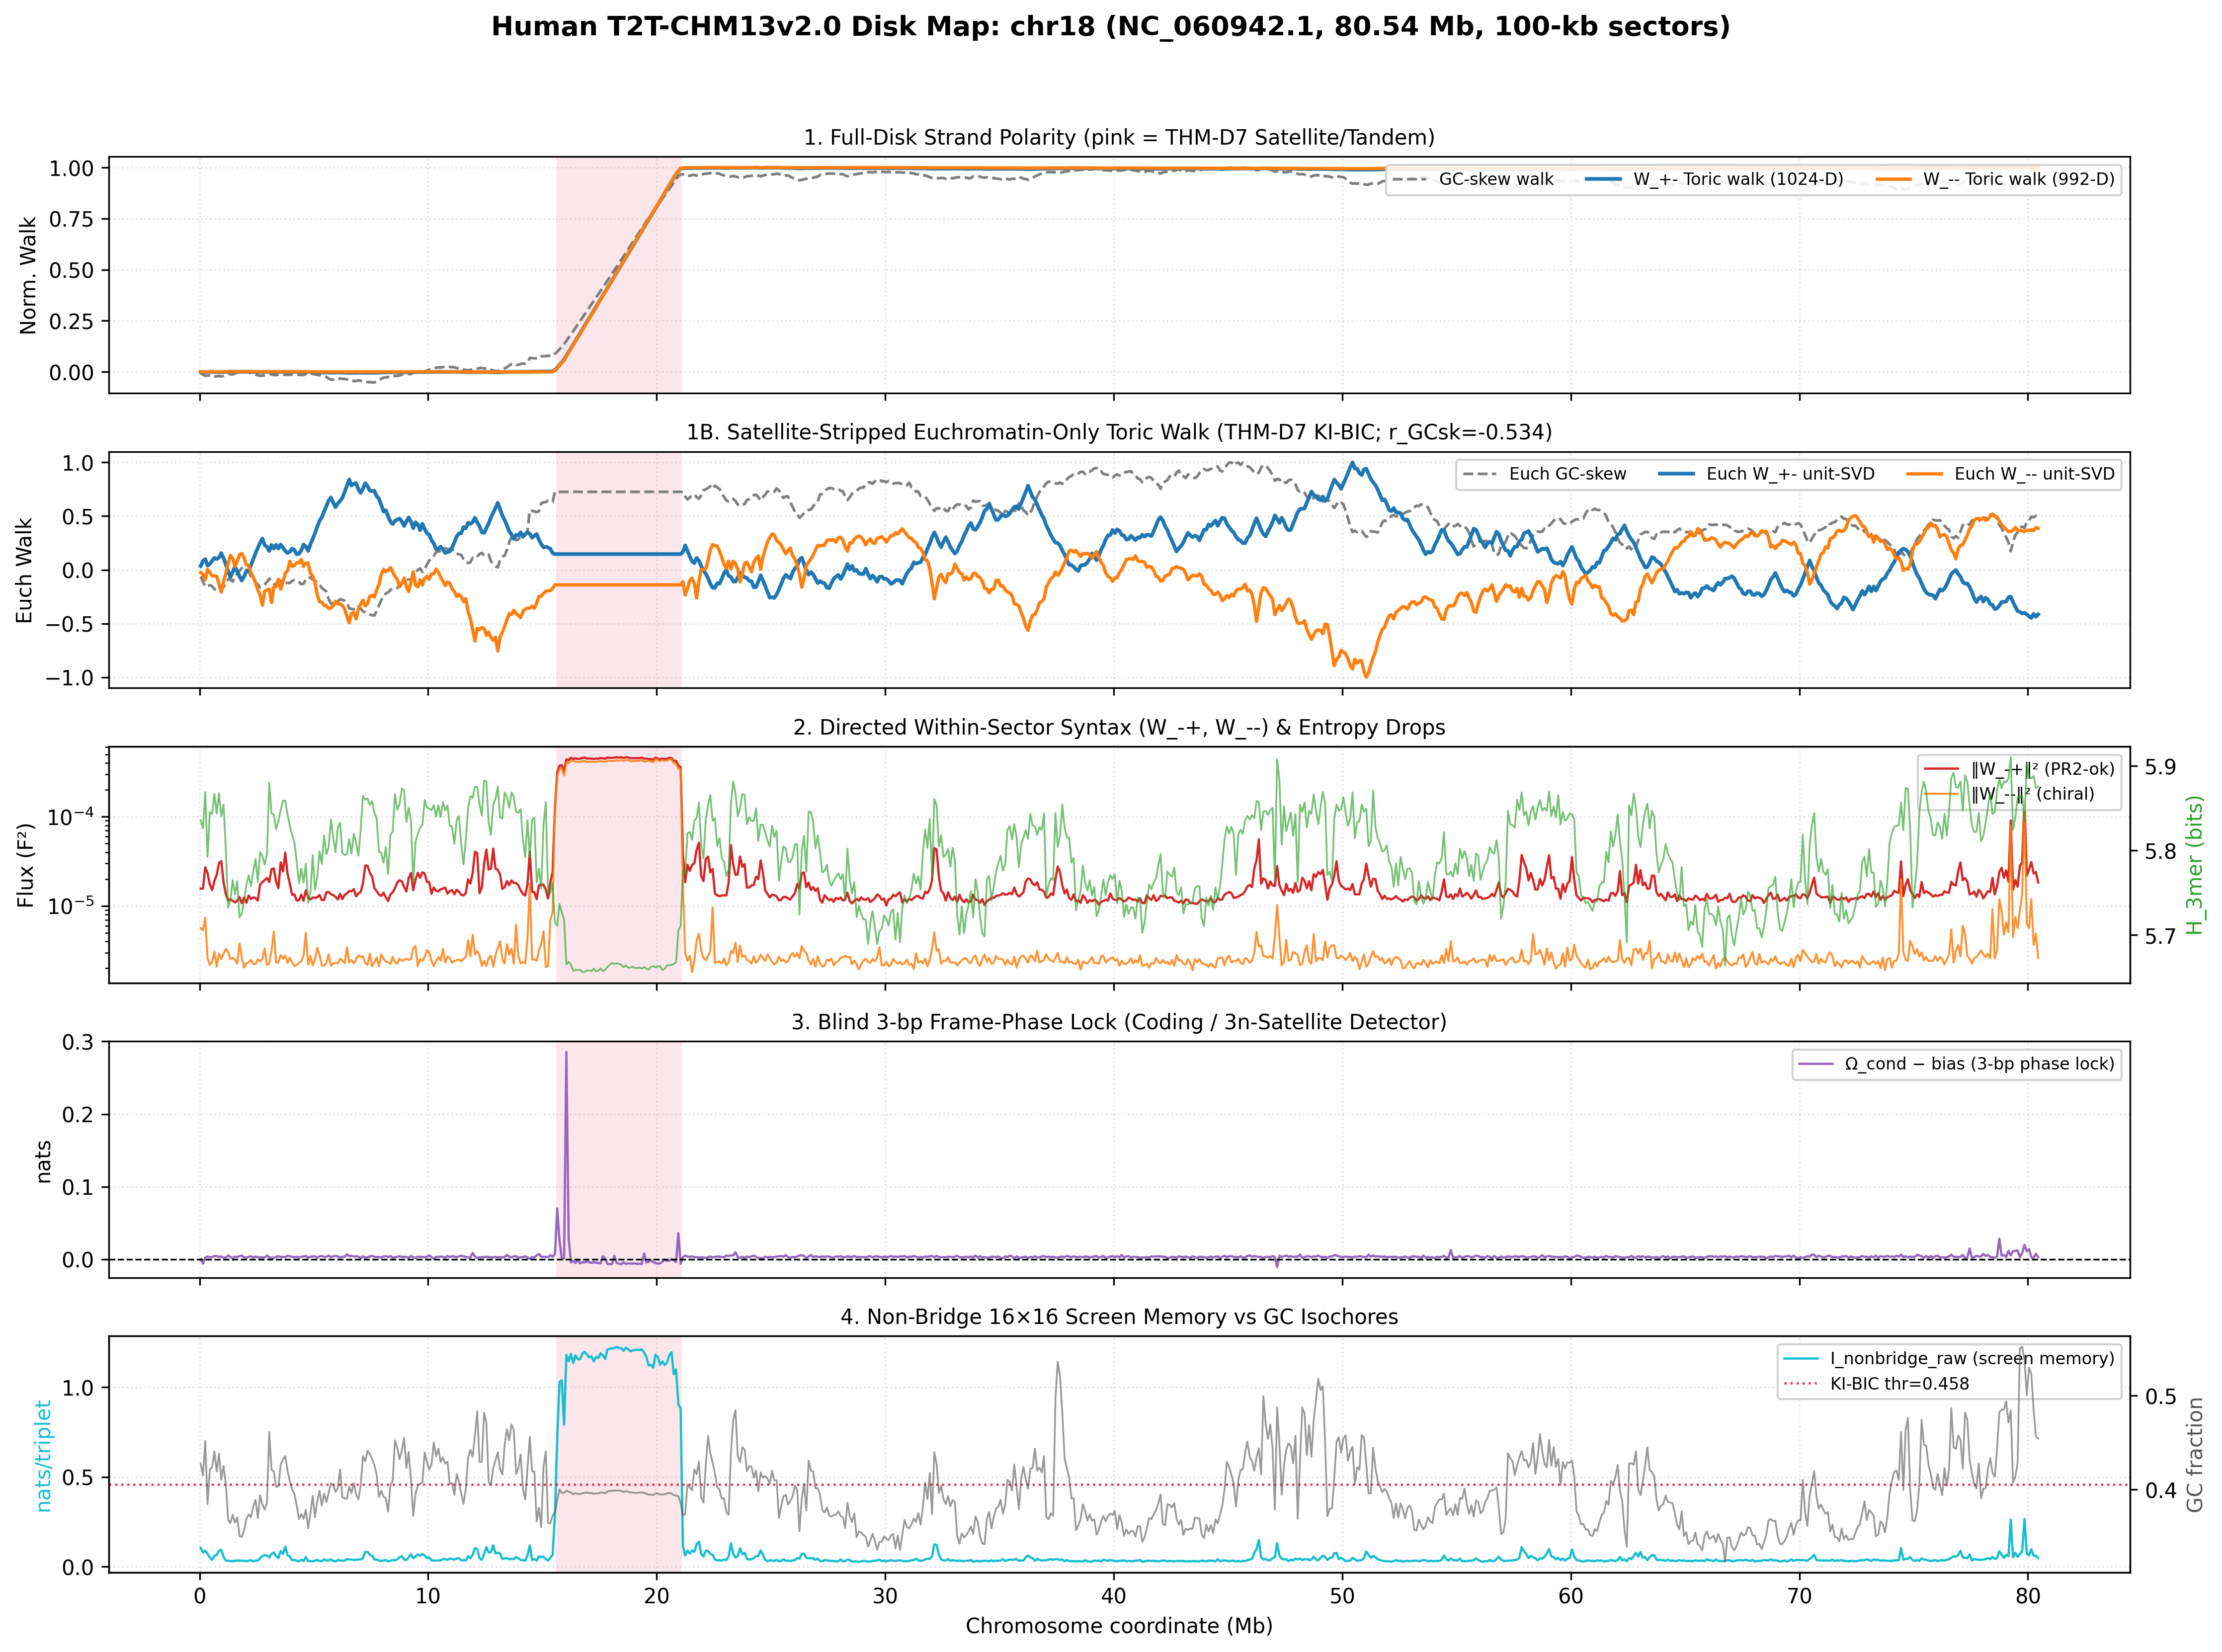 Human T2T-CHM13v2.0 Disk Map: chr18 (NC_060942.1, 80.54 Mb, 100-kb sectors)
1. Full-Disk Strand Polarity (pink = THM-D7 Satellite/Tandem)
Norm. Walk
1.00
0.75
0.50
0.25
0.00
GC-skew walk
W_+- Toric walk (1024-D)
W_-- Toric walk (992-D)
1B. Satellite-Stripped Euchromatin-Only Toric Walk (THM-D7 KI-BIC; r_GCsk=-0.534)
Euch Walk
1.0
0.5
0.0
−0.5
−1.0
Euch GC-skew
Euch W_+- unit-SVD
Euch W_-- unit-SVD
2. Directed Within-Sector Syntax (W_-+, W_--) & Entropy Drops
Flux (F²)
10⁻⁴
10⁻⁵
‖W_-+‖² (PR2-ok)
‖W_--‖² (chiral)
5.9
5.8
5.7
H_3mer (bits)
3. Blind 3-bp Frame-Phase Lock (Coding / 3n-Satellite Detector)
nats
0.3
0.2
0.1
0.0
Ω_cond − bias (3-bp phase lock)
4. Non-Bridge 16×16 Screen Memory vs GC Isochores
nats/triplet
1.0
0.5
0.0
I_nonbridge_raw (screen memory)
KI-BIC thr=0.458
0.5
0.4
GC fraction
0
10
20
30
40
50
60
70
80
Chromosome coordinate (Mb)